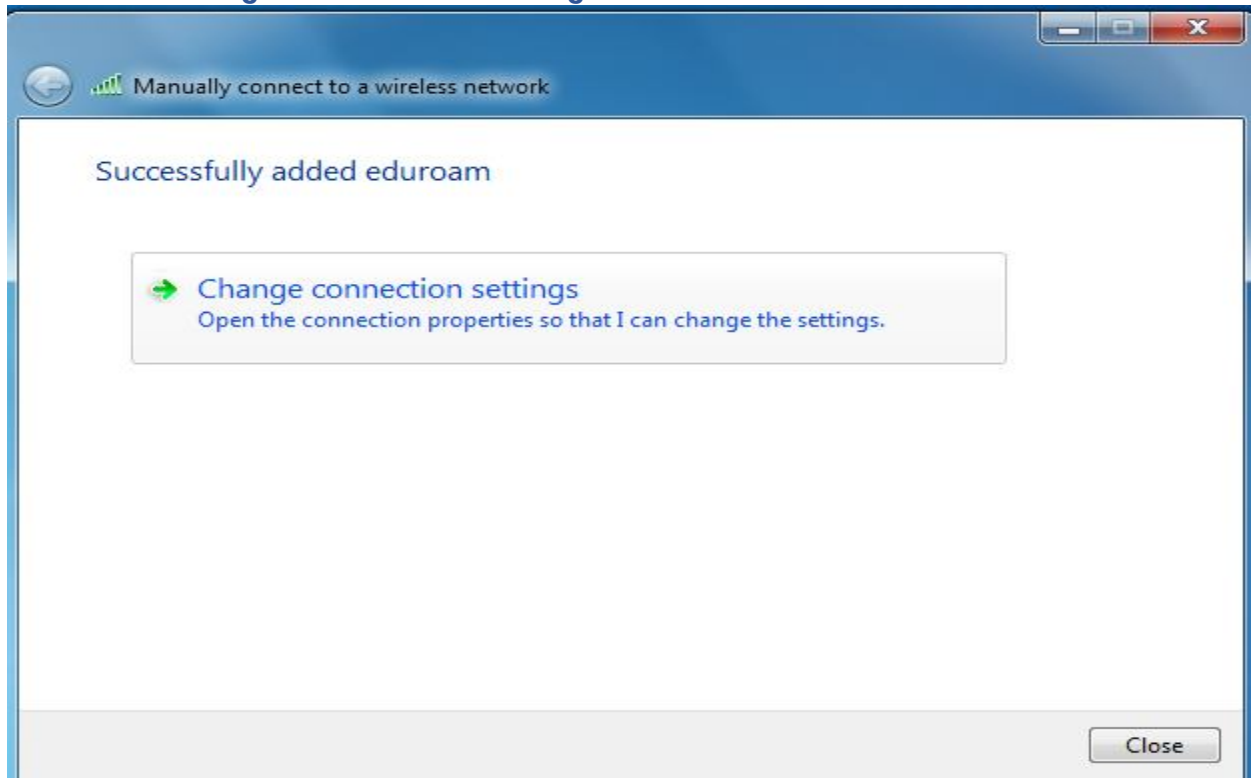 Manually connect to a wireless network
Successfully added eduroam
Change connection settings
Open the connection properties so that I can change the settings.
Close